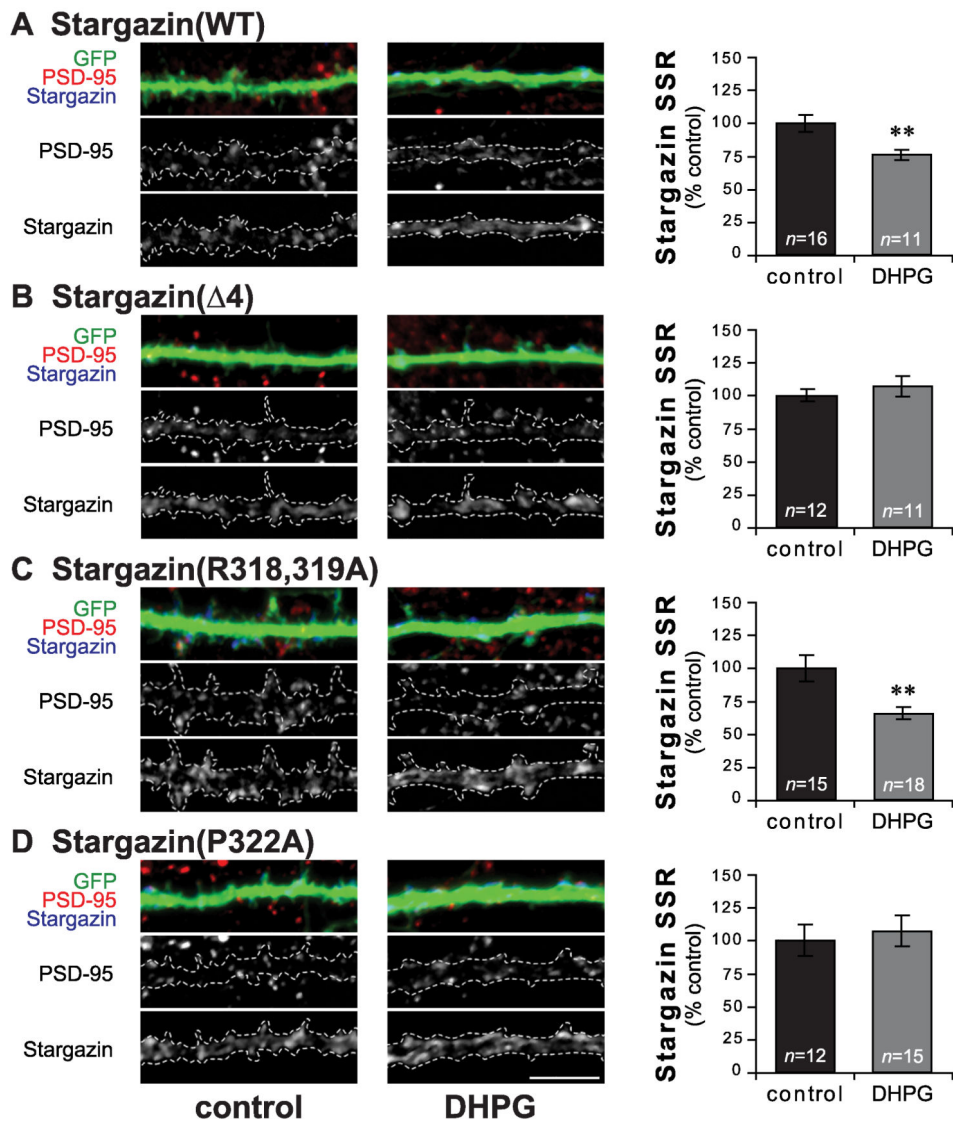 A Stargazin(WT)
GFP
PSD-95
Stargazin
PSD-95
Stargazin
Stargazin SSR
(% control)
150
125
100
75
50
25
0
**
n=16
n=11
control
DHPG
B Stargazin(Δ4)
GFP
PSD-95
Stargazin
PSD-95
Stargazin
Stargazin SSR
(% control)
150
125
100
75
50
25
0
n=12
n=11
control
DHPG
C Stargazin(R318,319A)
GFP
PSD-95
Stargazin
PSD-95
Stargazin
Stargazin SSR
(% control)
150
125
100
75
50
25
0
**
n=15
n=18
control
DHPG
D Stargazin(P322A)
GFP
PSD-95
Stargazin
PSD-95
Stargazin
Stargazin SSR
(% control)
150
125
100
75
50
25
0
n=12
n=15
control
DHPG
control
DHPG